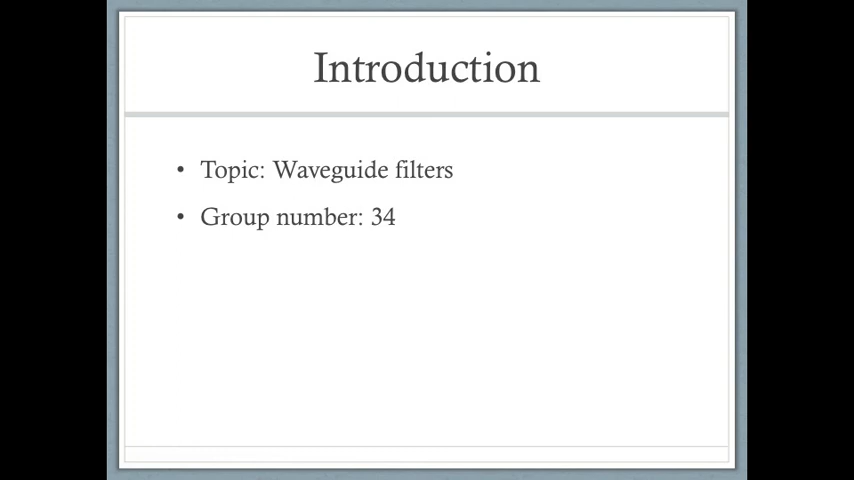 Introduction
• Topic: Waveguide filters
• Group number: 34